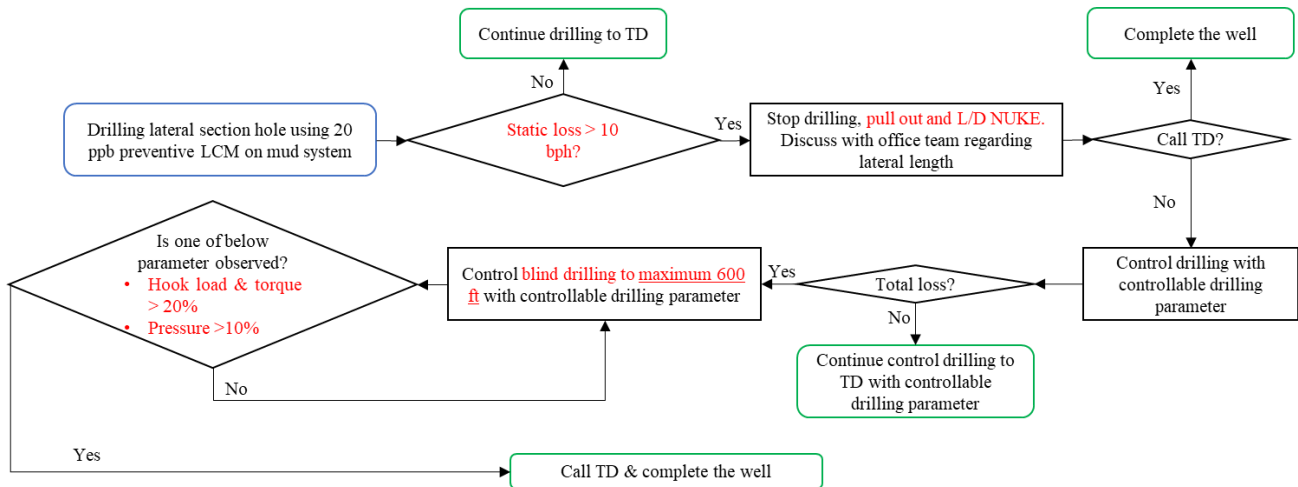 Continue drilling to TD
Complete the well
No
Yes
Drilling lateral section hole using 20
ppb preventive LCM on mud system
Static loss > 10
bph?
Yes
Stop drilling, pull out and L/D NUKE.
Discuss with office team regarding
lateral length
Call TD?
No
Is one of below
parameter observed?
• Hook load & torque
> 20%
• Pressure >10%
Control blind drilling to maximum 600
ft with controllable drilling parameter
Yes
Total loss?
Control drilling with
controllable drilling
parameter
No
Continue control drilling to
TD with controllable
drilling parameter
No
Yes
Call TD & complete the well